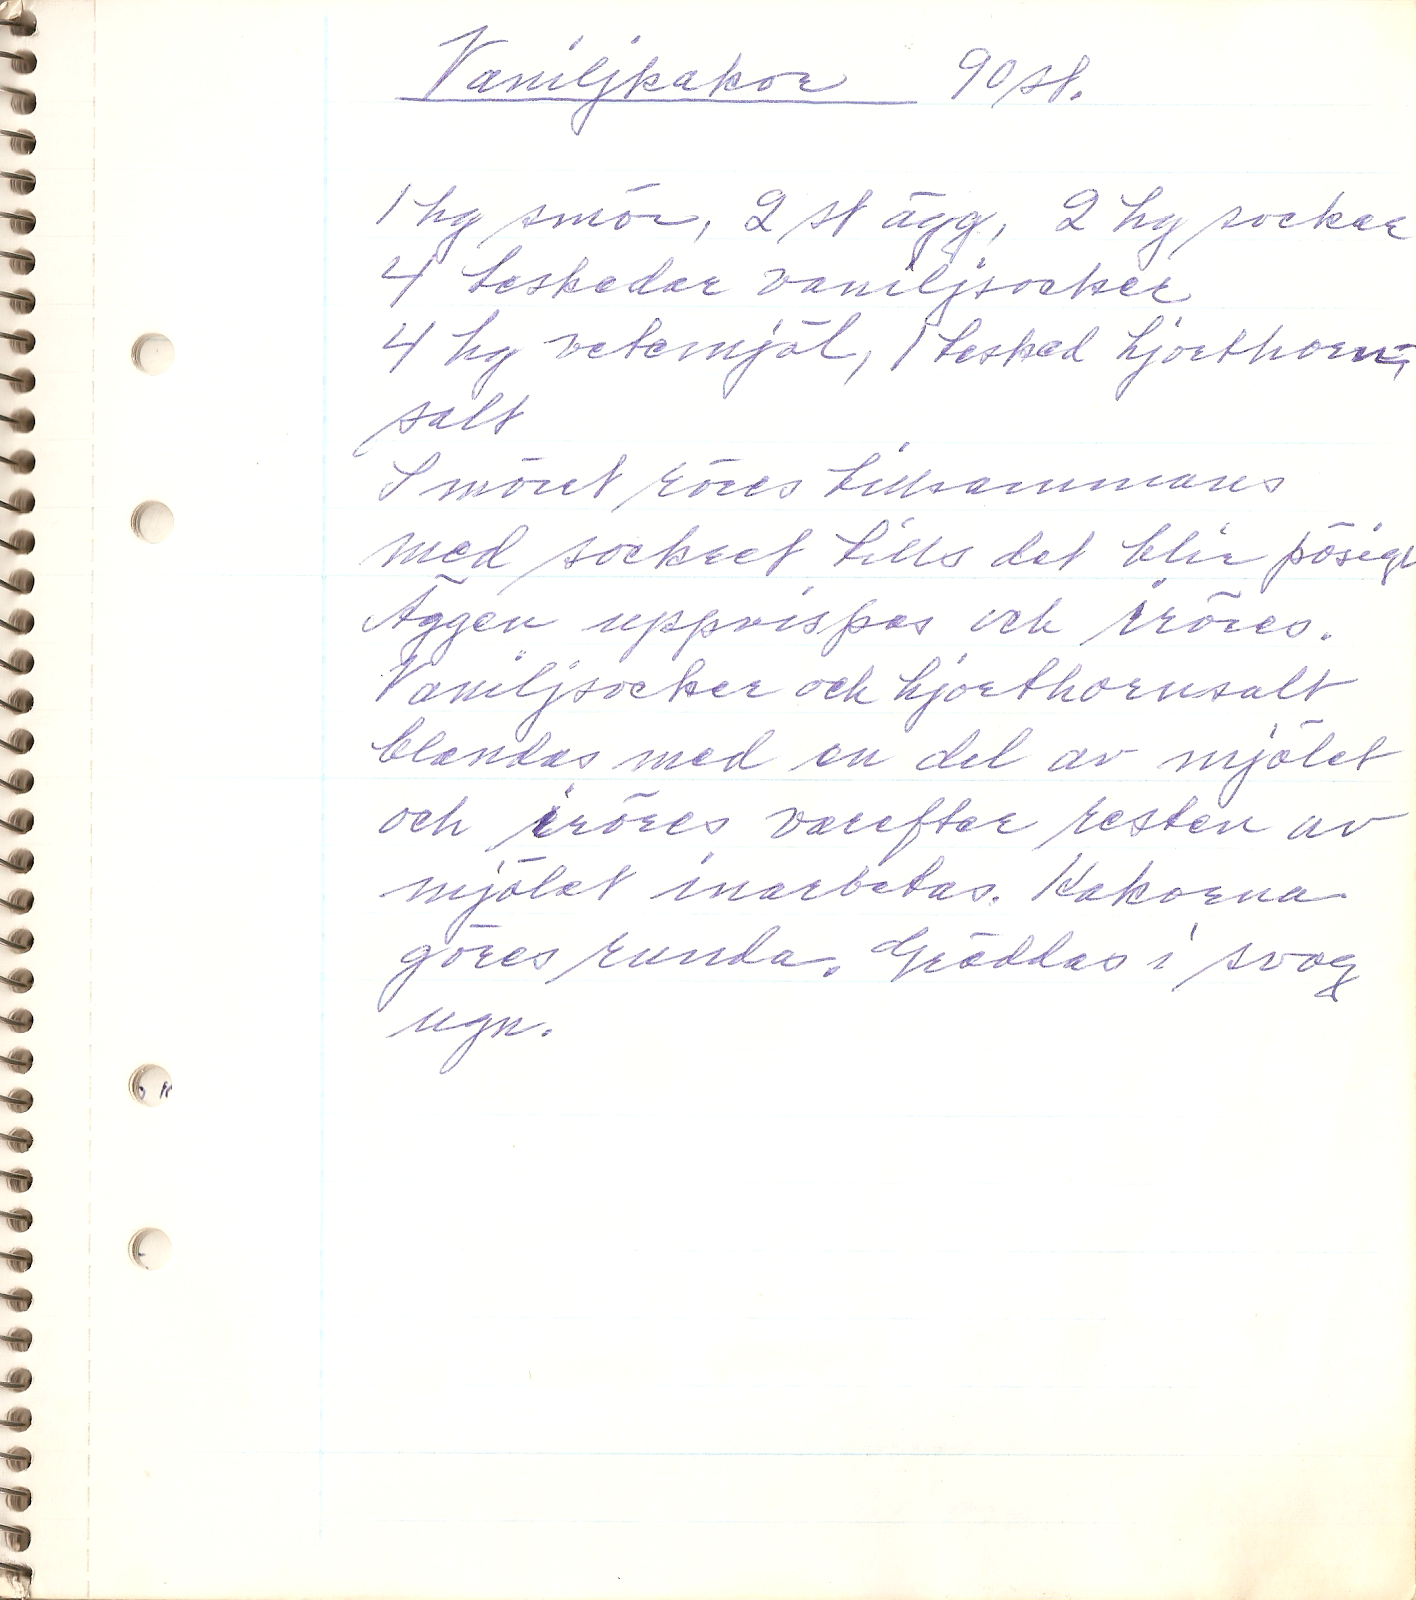 Vaniljkakor 90 st.
1 hg smör, 2 st ägg, 2 hg socker
4 teskedar vaniljsocker
4 hg vetemjöl, 1 tesked hjorthorn-
salt
Smöret röres tillsammans
med sockret tills det blir pösigt
Äggen uppvispas och iröres.
Vaniljsocker och hjorthornsalt
blandas med en del av mjölet
och iröres varefter resten av
mjölet inarbetas. Kakorna
göres runda. Gräddas i svag
ugn.